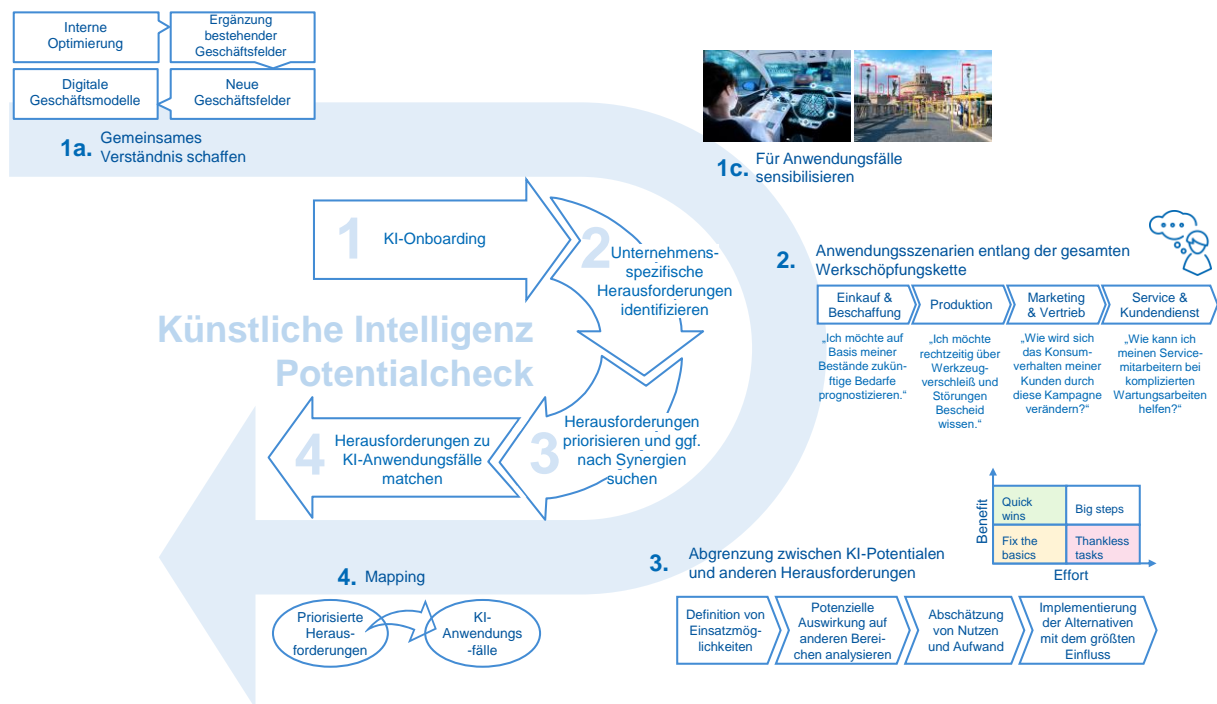 Interne
Optimierung
Ergänzung
bestehender
Geschäftsfelder
Digitale
Geschäftsmodelle
Neue
Geschäftsfelder
1a. Gemeinsames
Verständnis schaffen
1c. Für Anwendungsfälle
sensibilisieren
1
KI-Onboarding
2
Unternehmens-
spezifische
Herausforderungen
identifizieren
Künstliche Intelligenz
Potentialcheck
3
Herausforderungen
priorisieren und ggf.
nach Synergien
suchen
4
Herausforderungen zu
KI-Anwendungsfälle
matchen
2. Anwendungsszenarien entlang der gesamten
Werkschöpfungskette
Einkauf &
Beschaffung
Produktion
Marketing
& Vertrieb
Service &
Kundendienst
„Ich möchte auf
Basis meiner
Bestände zukün-
ftige Bedarfe
prognostizieren.“
„Ich möchte
rechtzeitig über
Werkzeug-
verschleiß und
Störungen
Bescheid
wissen.“
„Wie wird sich
das Konsum-
verhalten meiner
Kunden durch
diese Kampagne
verändern?“
„Wie kann ich
meinen Service-
mitarbeitern bei
komplizierten
Wartungsarbeiten
helfen?“
Benefit
Quick
wins
Big steps
Fix the
basics
Thankless
tasks
Effort
3. Abgrenzung zwischen KI-Potentialen
und anderen Herausforderungen
Definition von
Einsatzmög-
lichkeiten
Potenzielle
Auswirkung auf
anderen Berei-
chen analysieren
Abschätzung
von Nutzen
und Aufwand
Implementierung
der Alternativen
mit dem größten
Einfluss
4. Mapping
Priorisierte
Heraus-
forderungen
KI-
Anwendungs
-fälle